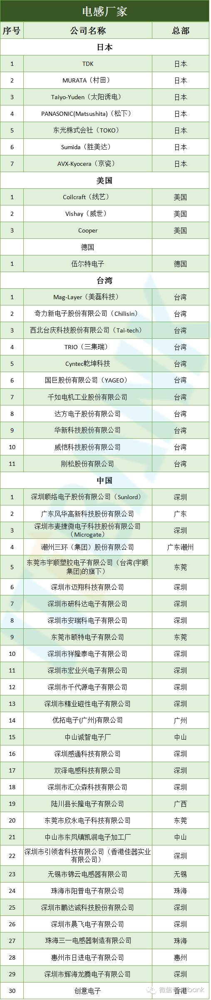 电感厂家
序号 公司名称 总部
日本
1 TDK 日本
2 MURATA（村田） 日本
3 Taiyo-Yuden（太阳诱电） 日本
4 PANASONIC(Matsushita)（松下） 日本
5 东光株式会社（TOKO） 日本
6 Sumida（胜美达） 日本
7 AVX-Kyocera（京瓷） 日本
美国
1 Coilcraft（线艺） 美国
2 Vishay（威世） 美国
3 Cooper 美国
德国
1 伍尔特电子 德国
台湾
1 Mag-Layer（美磊科技） 台湾
2 奇力新电子股份有限公司（Chilisin） 台湾
3 西北台庆科技股份有限公司（Tai-tech） 台湾
4 TRIO（三集瑞） 台湾
5 Cyntec乾坤科技 台湾
6 国巨股份有限公司（YAGEO） 台湾
7 千如电机工业股份有限公司 台湾
8 达方电子股份有限公司 台湾
9 华新科技股份有限公司 台湾
10 威恺科技股份有限公司 台湾
11 刚松股份有限公司 台湾
中国
1 深圳顺络电子股份有限公司（Sunlord） 深圳
2 广东风华高新科技股份有限公司 广东
3 深圳市麦捷微电子科技股份有限公司
（Microgate） 深圳
4 潮州三环（集团）股份有限公司 广东潮州
5 东莞市宇顺塑胶电子有限公司（台湾(宇顺
集团)的旗下） 东莞
6 深圳市迈翔科技有限公司 深圳
7 深圳市研科达电子有限公司 深圳
8 深圳市安瑞科电子有限公司 深圳
9 东莞市颐特电子有限公司 东莞
10 深圳市祥隆泰电子有限公司 深圳
11 深圳市宏业兴电子有限公司 深圳
12 深圳市千代源电子有限公司 深圳
13 深圳市精业磁性电子有限公司 深圳
14 优拓电子(广州)有限公司 广州
15 中山诚智电子厂 中山
16 深圳感通科技有限公司 深圳
17 双泽电感科技有限公司 深圳
18 深圳市汇众森科技有限公司 深圳
19 陆川县长隆电子有限公司 广西
20 东莞市欣永电子科技有限公司 东莞
21 中山市东凤镇凯润电子加工厂 中山
22 深圳市引领者科技有限公司（香港佳器实业
有限公司） 深圳
23 无锡市锦云电感器有限公司 无锡
24 珠海市阳普电子有限公司 珠海
25 深圳市鹏达诚科技股份有限公司 深圳
26 深圳市晨飞电子有限公司 深圳
27 珠海三一电感器制造有限公司 珠海
28 惠州市日进电子有限公司 惠州
29 深圳市辉海龙腾电子有限公司 深圳
30 创意电子 香港
微信号: itbank
ITBANK